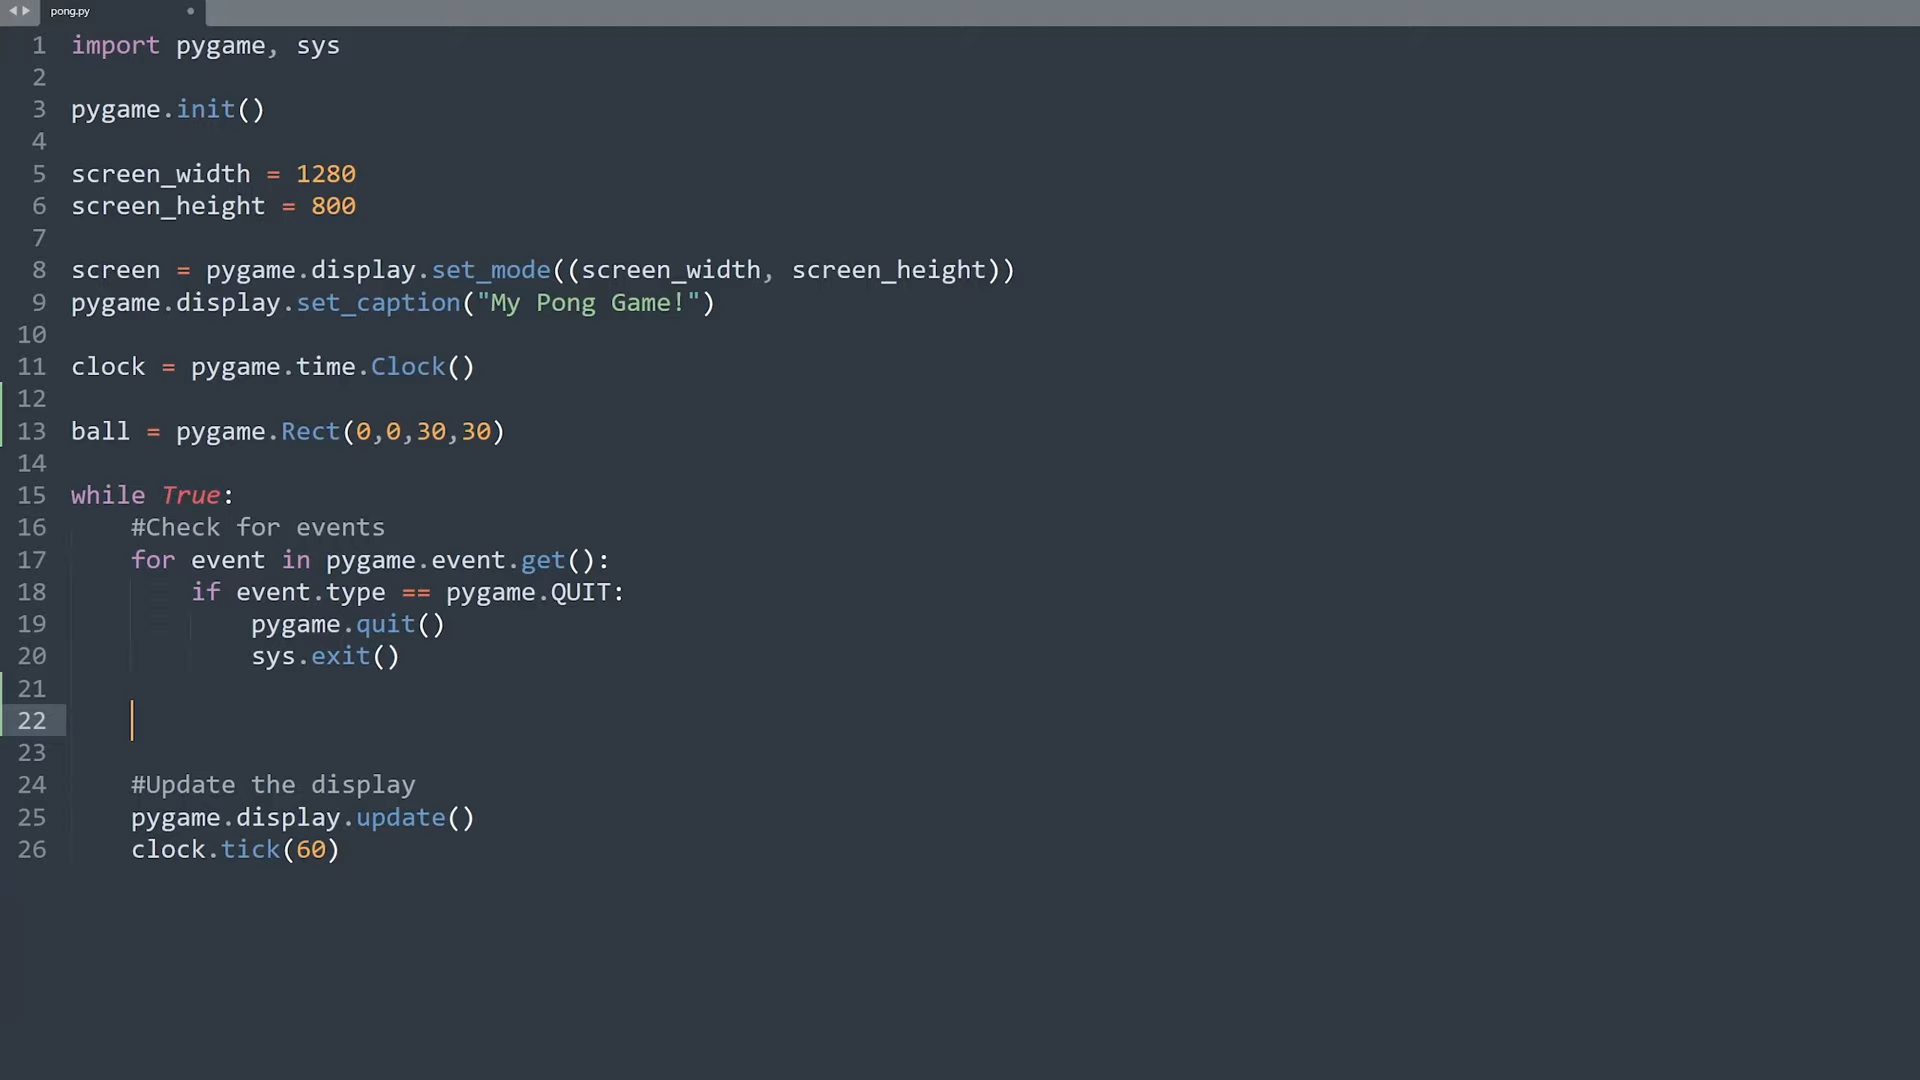 pong.py
1 import pygame, sys
2
3 pygame.init()
4
5 screen_width = 1280
6 screen_height = 800
7
8 screen = pygame.display.set_mode((screen_width, screen_height))
9 pygame.display.set_caption("My Pong Game!")
10
11 clock = pygame.time.Clock()
12
13 ball = pygame.Rect(0,0,30,30)
14
15 while True:
16     #Check for events
17     for event in pygame.event.get():
18         if event.type == pygame.QUIT:
19             pygame.quit()
20             sys.exit()
21
22
23
24     #Update the display
25     pygame.display.update()
26     clock.tick(60)